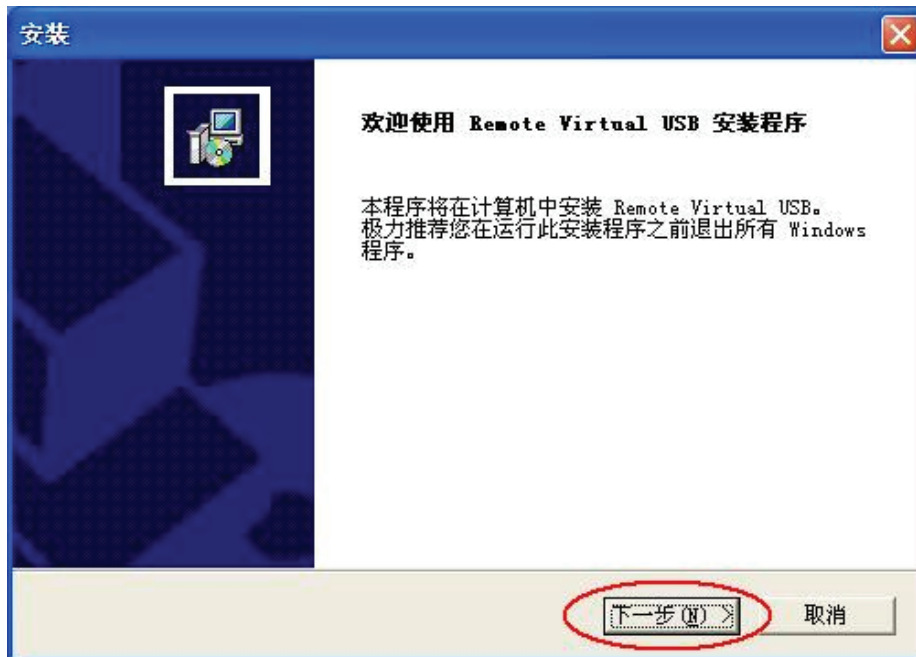 安装
欢迎使用 Remote Virtual USB 安装程序
本程序将在计算机中安装 Remote Virtual USB。
极力推荐您在运行此安装程序之前退出所有 Windows
程序。
下一步(N) >
取消